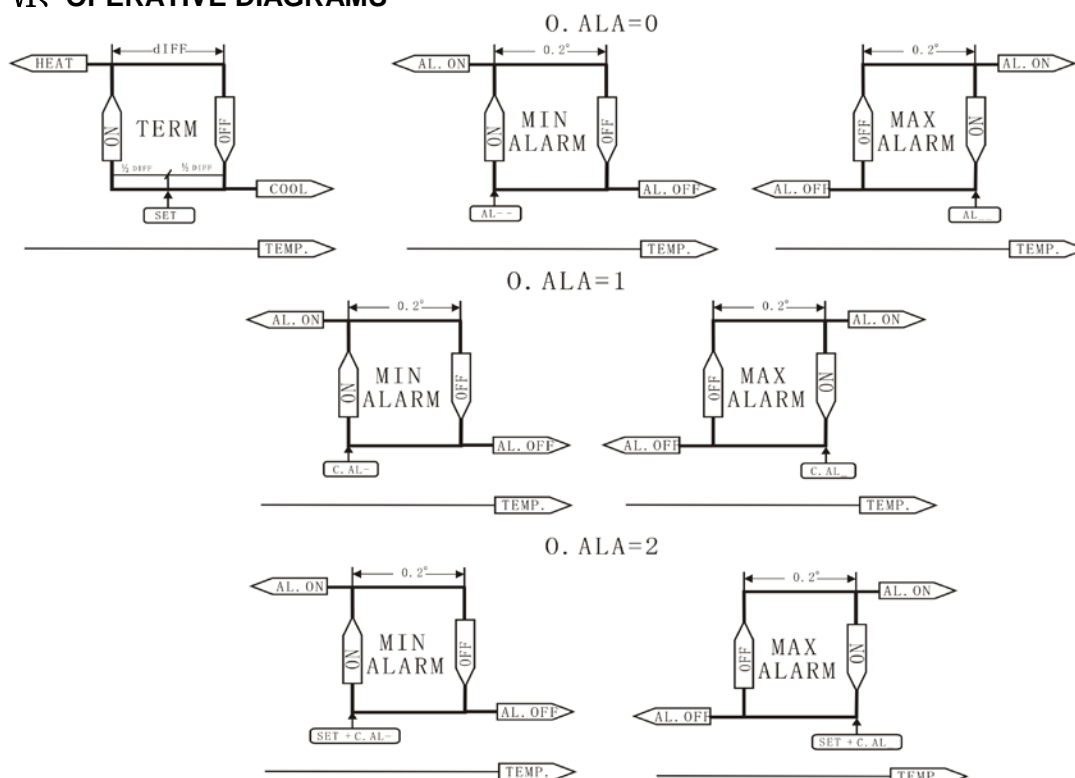 OPERATIVE DIAGRAMS
O. ALA=0
dIFF
HEAT
ON
TERM
OFF
½ DIFF
½ DIFF
COOL
SET
TEMP.
0.2°
AL. ON
ON
MIN
ALARM
OFF
AL. OFF
AL--
TEMP.
0.2°
AL. ON
OFF
MAX
ALARM
ON
AL. OFF
AL__
TEMP.
O. ALA=1
0.2°
AL. ON
ON
MIN
ALARM
OFF
AL. OFF
C. AL-
TEMP.
0.2°
AL. ON
OFF
MAX
ALARM
ON
AL. OFF
C. AL_
TEMP.
O. ALA=2
0.2°
AL. ON
ON
MIN
ALARM
OFF
AL. OFF
SET +C. AL-
TEMP.
0.2°
AL. ON
OFF
MAX
ALARM
ON
AL. OFF
SET +C. AL_
TEMP.